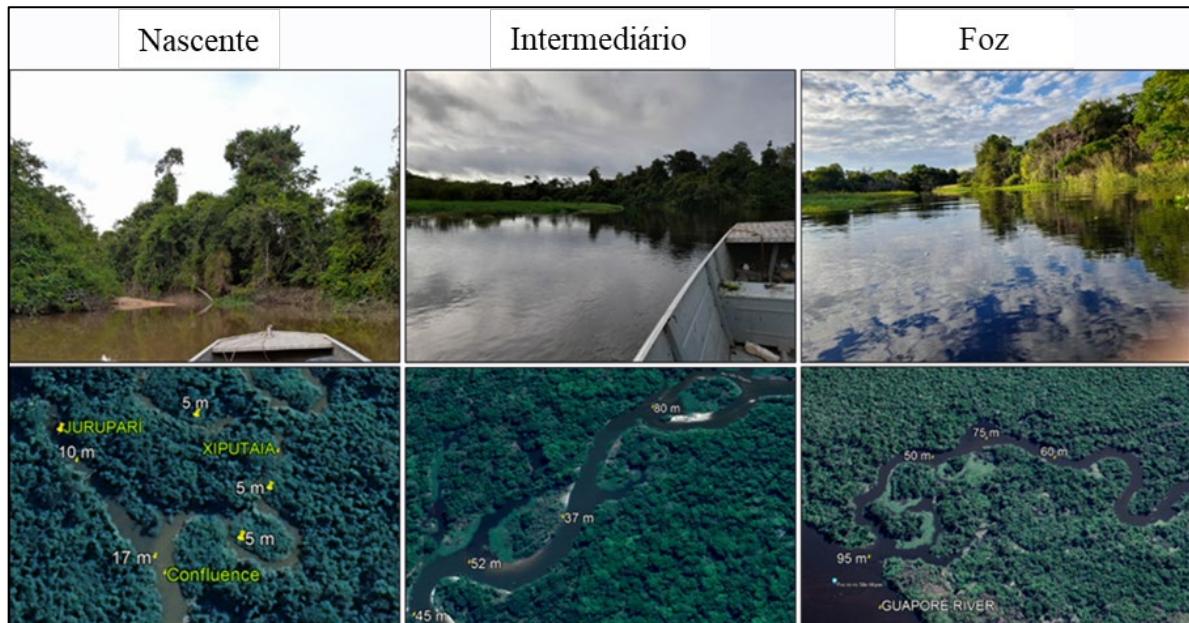 Nascente
Intermediário
Foz
JURUPARI
5 m
XIPUTAIA
10 m
5 m
5 m
17 m
Confluence
80 m
37 m
52 m
45 m
75 m
50 m
60 m
95 m
GUAPORÉ RIVER